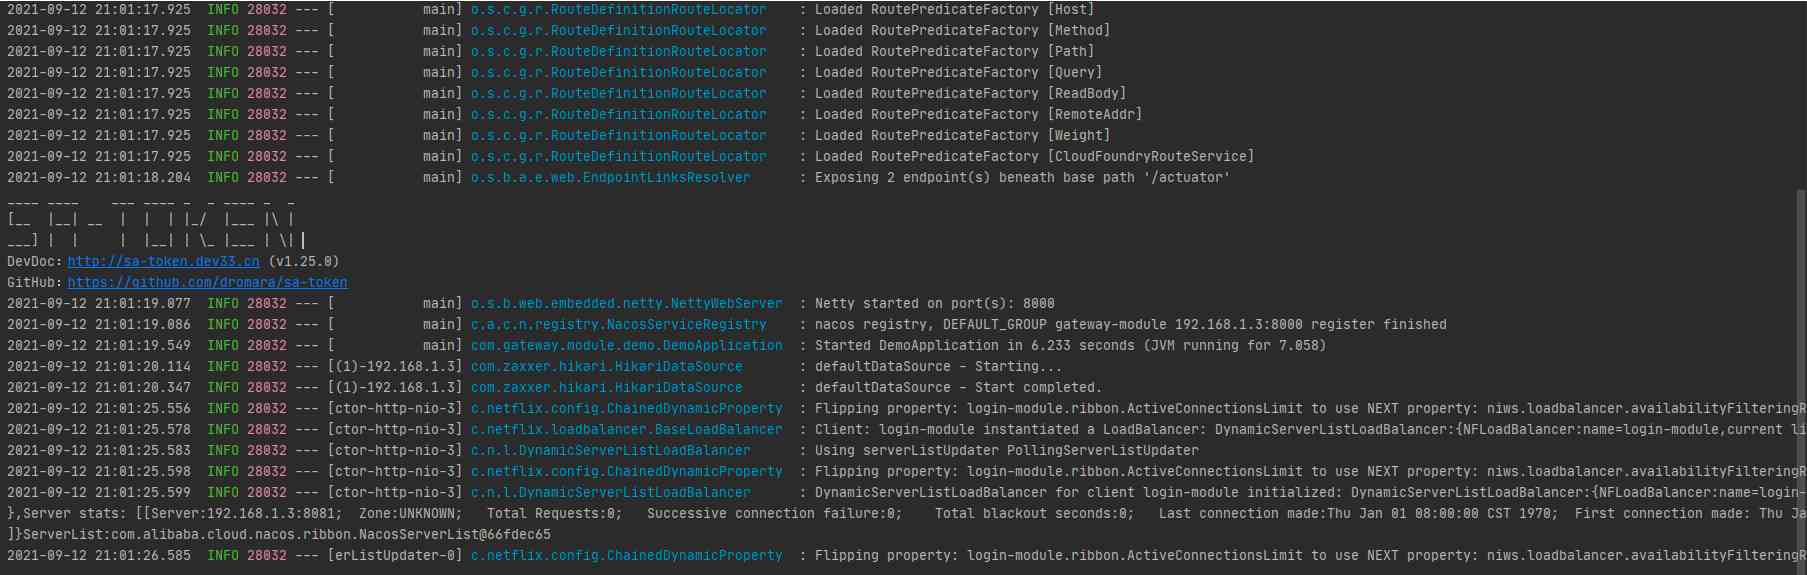 2021-09-12 21:01:17.925  INFO 28032 --- [           main] o.s.c.g.r.RouteDefinitionRouteLocator    : Loaded RoutePredicateFactory [Host]
2021-09-12 21:01:17.925  INFO 28032 --- [           main] o.s.c.g.r.RouteDefinitionRouteLocator    : Loaded RoutePredicateFactory [Method]
2021-09-12 21:01:17.925  INFO 28032 --- [           main] o.s.c.g.r.RouteDefinitionRouteLocator    : Loaded RoutePredicateFactory [Path]
2021-09-12 21:01:17.925  INFO 28032 --- [           main] o.s.c.g.r.RouteDefinitionRouteLocator    : Loaded RoutePredicateFactory [Query]
2021-09-12 21:01:17.925  INFO 28032 --- [           main] o.s.c.g.r.RouteDefinitionRouteLocator    : Loaded RoutePredicateFactory [ReadBody]
2021-09-12 21:01:17.925  INFO 28032 --- [           main] o.s.c.g.r.RouteDefinitionRouteLocator    : Loaded RoutePredicateFactory [RemoteAddr]
2021-09-12 21:01:17.925  INFO 28032 --- [           main] o.s.c.g.r.RouteDefinitionRouteLocator    : Loaded RoutePredicateFactory [Weight]
2021-09-12 21:01:17.925  INFO 28032 --- [           main] o.s.c.g.r.RouteDefinitionRouteLocator    : Loaded RoutePredicateFactory [CloudFoundryRouteService]
2021-09-12 21:01:18.204  INFO 28032 --- [           main] o.s.b.a.e.web.EndpointLinksResolver      : Exposing 2 endpoint(s) beneath base path '/actuator'
____ ____    ___ ____ _  _ ____ _  _
[__  |__| __  |  |  | |_/  |___ |\ |
___] |  |     |  |__| | \_ |___ | \|
DevDoc: http://sa-token.dev33.cn (v1.25.0)
GitHub: https://github.com/dromara/sa-token
2021-09-12 21:01:19.077  INFO 28032 --- [           main] o.s.b.web.embedded.netty.NettyWebServer  : Netty started on port(s): 8000
2021-09-12 21:01:19.086  INFO 28032 --- [           main] c.a.c.n.registry.NacosServiceRegistry    : nacos registry, DEFAULT_GROUP gateway-module 192.168.1.3:8000 register finished
2021-09-12 21:01:19.549  INFO 28032 --- [           main] com.gateway.module.demo.DemoApplication  : Started DemoApplication in 6.233 seconds (JVM running for 7.058)
2021-09-12 21:01:20.114  INFO 28032 --- [(1)-192.168.1.3] com.zaxxer.hikari.HikariDataSource       : defaultDataSource - Starting...
2021-09-12 21:01:20.347  INFO 28032 --- [(1)-192.168.1.3] com.zaxxer.hikari.HikariDataSource       : defaultDataSource - Start completed.
2021-09-12 21:01:25.556  INFO 28032 --- [ctor-http-nio-3] c.netflix.config.ChainedDynamicProperty  : Flipping property: login-module.ribbon.ActiveConnectionsLimit to use NEXT property: niws.loadbalancer.availabilityFilteringR
2021-09-12 21:01:25.578  INFO 28032 --- [ctor-http-nio-3] c.netflix.loadbalancer.BaseLoadBalancer  : Client: login-module instantiated a LoadBalancer: DynamicServerListLoadBalancer:{NFLoadBalancer:name=login-module,current li
2021-09-12 21:01:25.583  INFO 28032 --- [ctor-http-nio-3] c.n.l.DynamicServerListLoadBalancer      : Using serverListUpdater PollingServerListUpdater
2021-09-12 21:01:25.598  INFO 28032 --- [ctor-http-nio-3] c.netflix.config.ChainedDynamicProperty  : Flipping property: login-module.ribbon.ActiveConnectionsLimit to use NEXT property: niws.loadbalancer.availabilityFilteringR
2021-09-12 21:01:25.599  INFO 28032 --- [ctor-http-nio-3] c.n.l.DynamicServerListLoadBalancer      : DynamicServerListLoadBalancer for client login-module initialized: DynamicServerListLoadBalancer:{NFLoadBalancer:name=login-
},Server stats: [[Server:192.168.1.3:8081;	Zone:UNKNOWN;	Total Requests:0;	Successive connection failure:0;	Total blackout seconds:0;	Last connection made:Thu Jan 01 08:00:00 CST 1970;	First connection made: Thu Ja
]}ServerList:com.alibaba.cloud.nacos.ribbon.NacosServerList@66fdec65
2021-09-12 21:01:26.585  INFO 28032 --- [erListUpdater-0] c.netflix.config.ChainedDynamicProperty  : Flipping property: login-module.ribbon.ActiveConnectionsLimit to use NEXT property: niws.loadbalancer.availabilityFilteringR